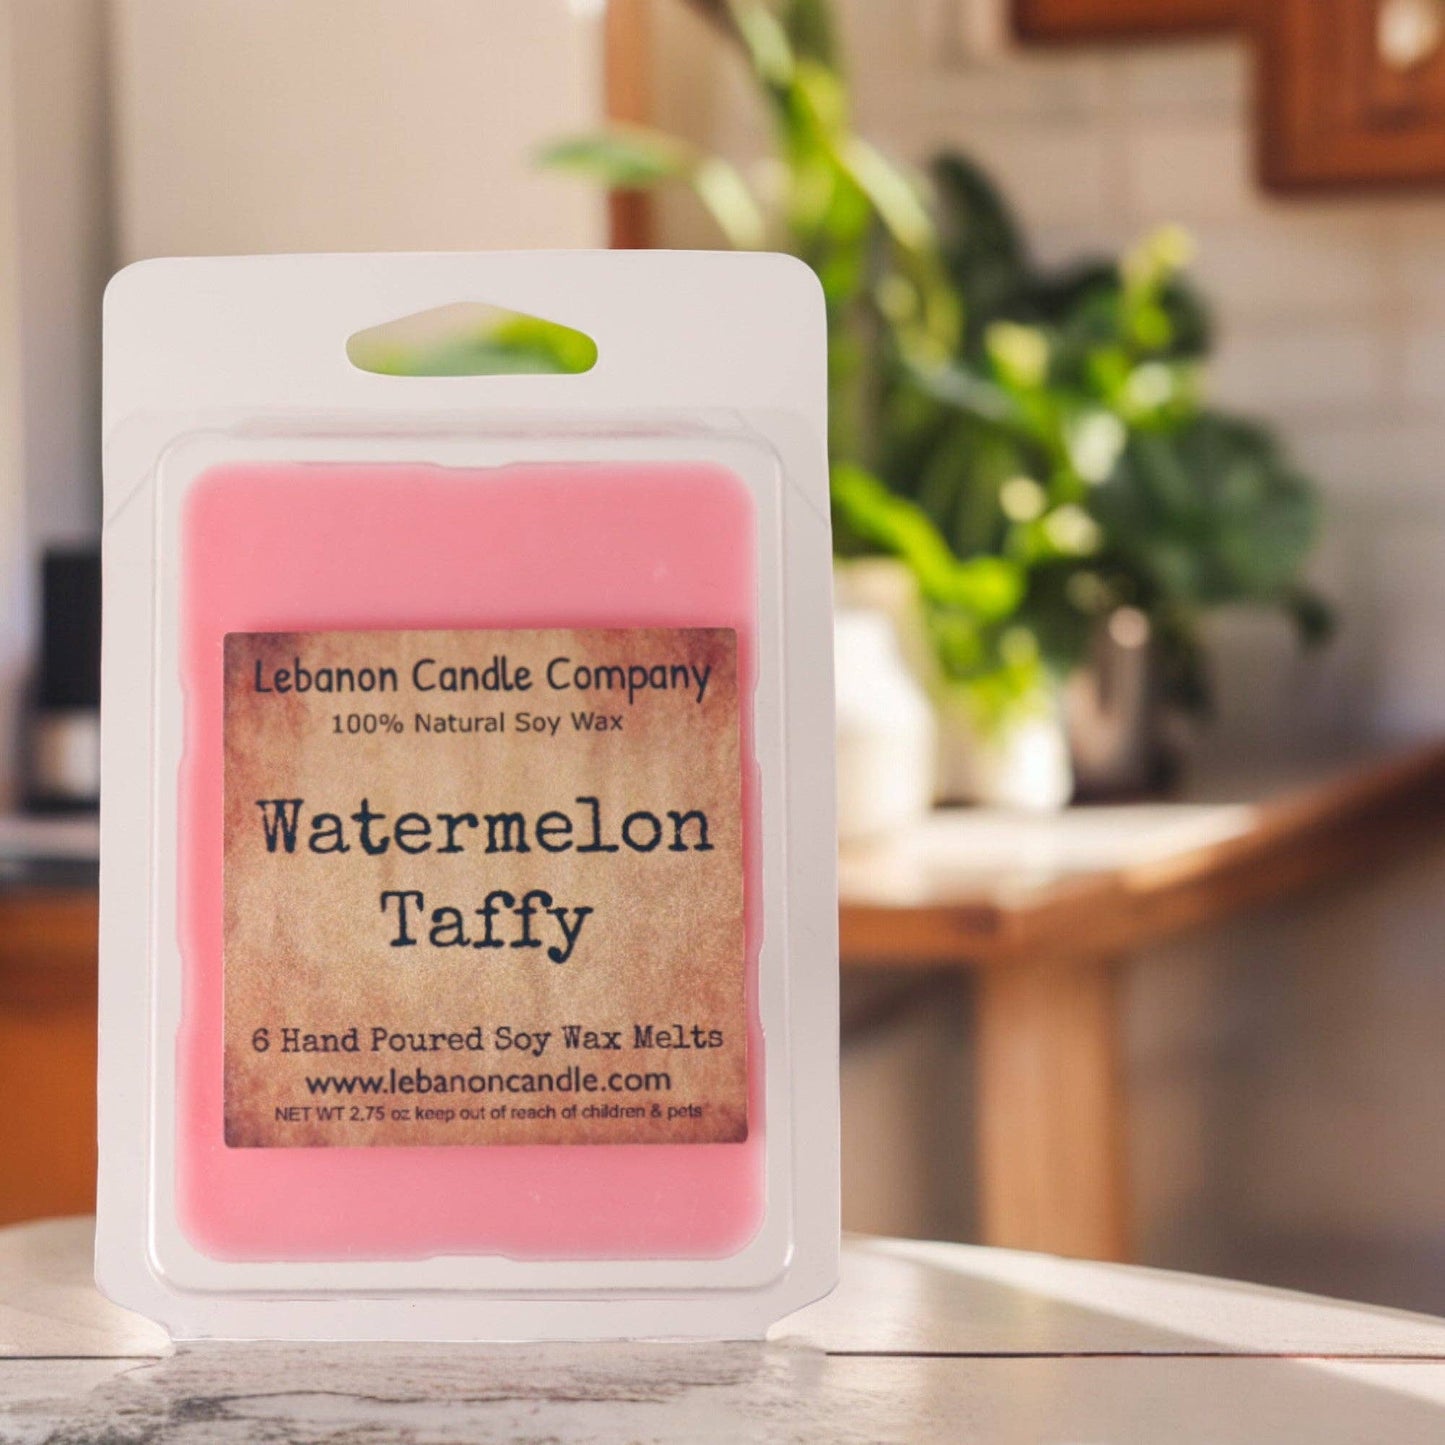 Lebanon Candle Company
100% Natural Soy Wax
Watermelon
Taffy
6 Hand Poured Soy Wax Melts
www.lebanoncandle.com
NET WT 2.75 oz keep out of reach of children & pets